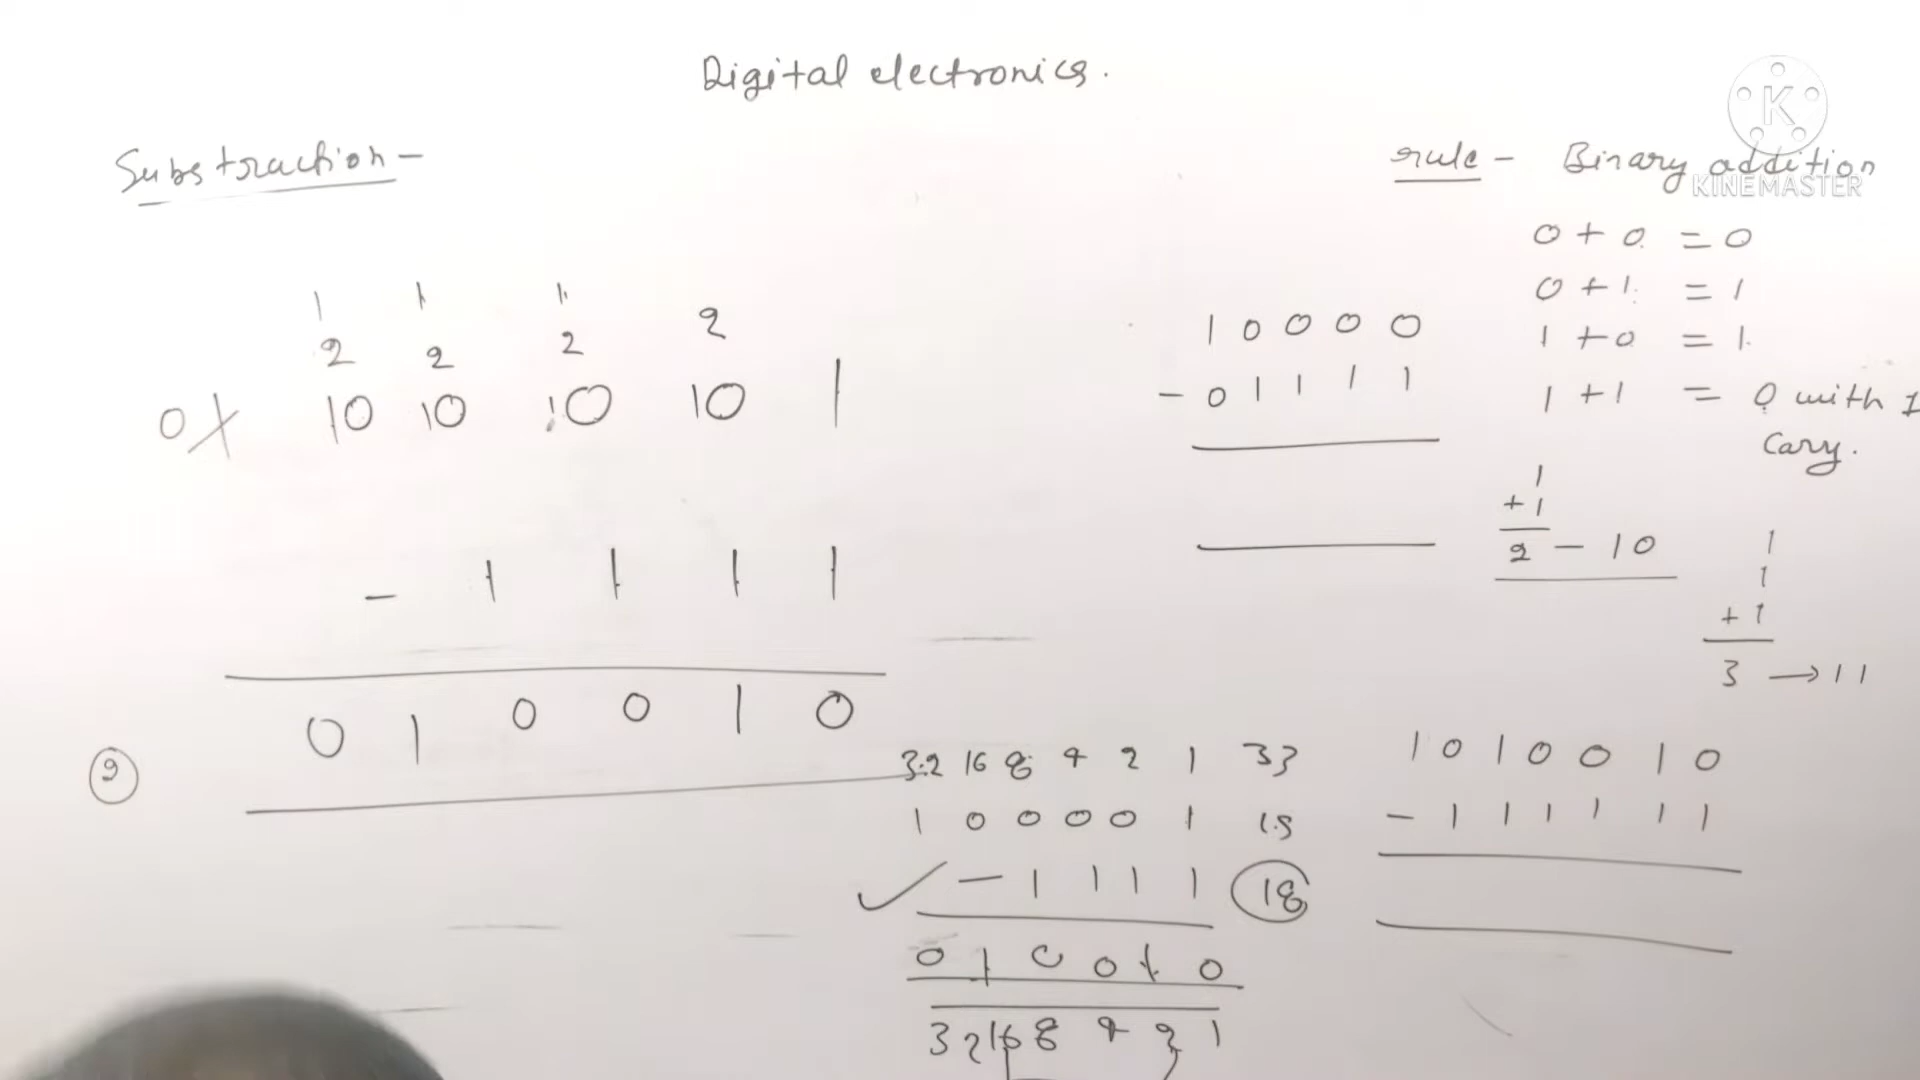 Digital electronics.
Substraction -
rule - Binary addition
K
KINEMASTER
0 + 0 = 0
0 + 1 = 1
1 + 0 = 1
1 + 1 = 0 with 1
Cary.
1 1 1
2 2 2 2
0 1 10 10 10 10 1
- 1 1 1 1
0 1 0 0 1 0
1 0 0 0 0
- 0 1 1 1 1
1
+ 1
2 - 10
1
1
+ 1
3 → 11
2
32 16 8 4 2 1 33
1 0 0 0 0 1 15
- 1 1 1 1 18
0 1 0 0 1 0
32 16 8 4 2 1
1 0 1 0 0 1 0
- 1 1 1 1 1 1